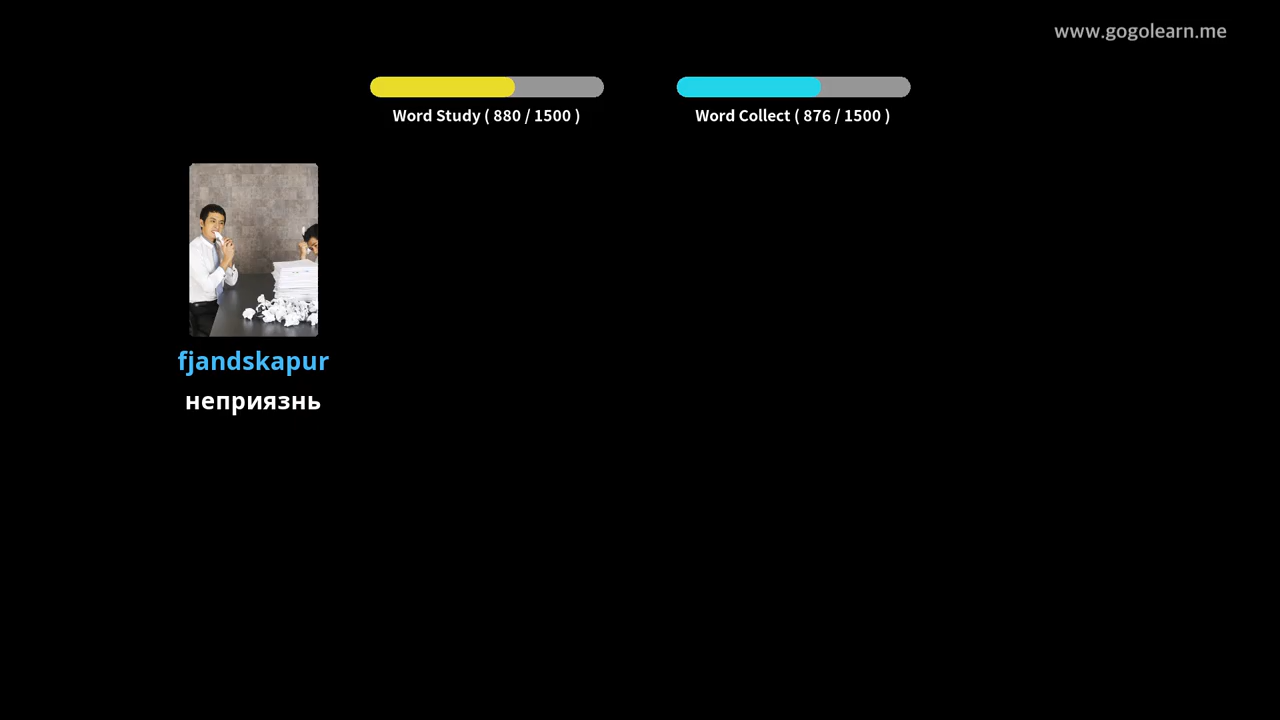 www.gogolearn.me
Word Study ( 880 / 1500 )
Word Collect ( 876 / 1500 )
fjandskapur
неприязнь